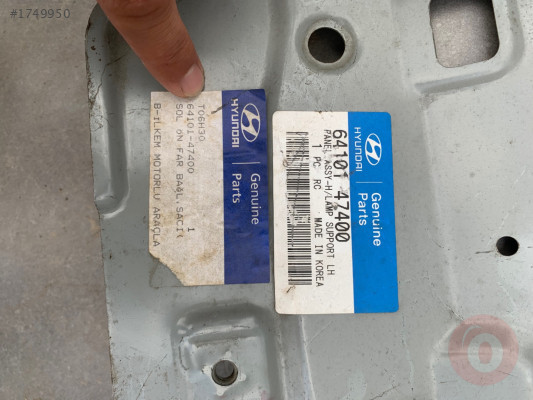 #1749950
HYUNDAI
Genuine
Parts
T06H30
64101-47400 1
SOL ÖN FAR BAĞL.SACI(
B-İLKEM MOTORLU ARAÇLA
HYUNDAI
Genuine
Parts
64101 47400
PANEL ASSY-H/LAMP SUPPORT LH
1 PC RC MADE IN KOREA